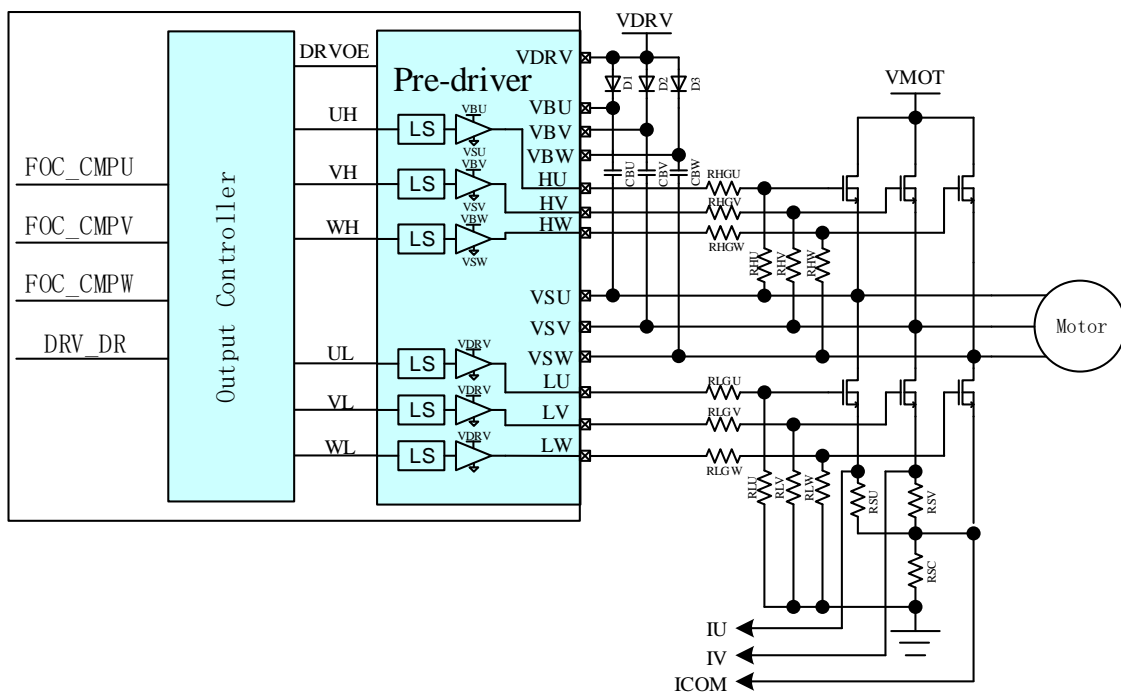 VDRV
DRVOE
VDRV
Pre-driver
D1
D2
D3
VMOT
VBU
VBV
VBW
UH
LS
VBU
VSU
CBU
CBV
CBW
HU
RHGU
FOC_CMPU
VH
LS
VBV
VSV
HV
RHGV
FOC_CMPV
WH
LS
VBW
VSW
HW
RHGW
RHU
RHV
RHW
Output Controller
FOC_CMPW
VSU
VSV
Motor
DRV_DR
VSW
UL
LS
VDRV
LU
RLGU
VL
LS
VDRV
LV
RLGV
WL
LS
VDRV
LW
RLGW
RLU
RLV
RLW
RSU
RSV
RSC
IU
IV
ICOM